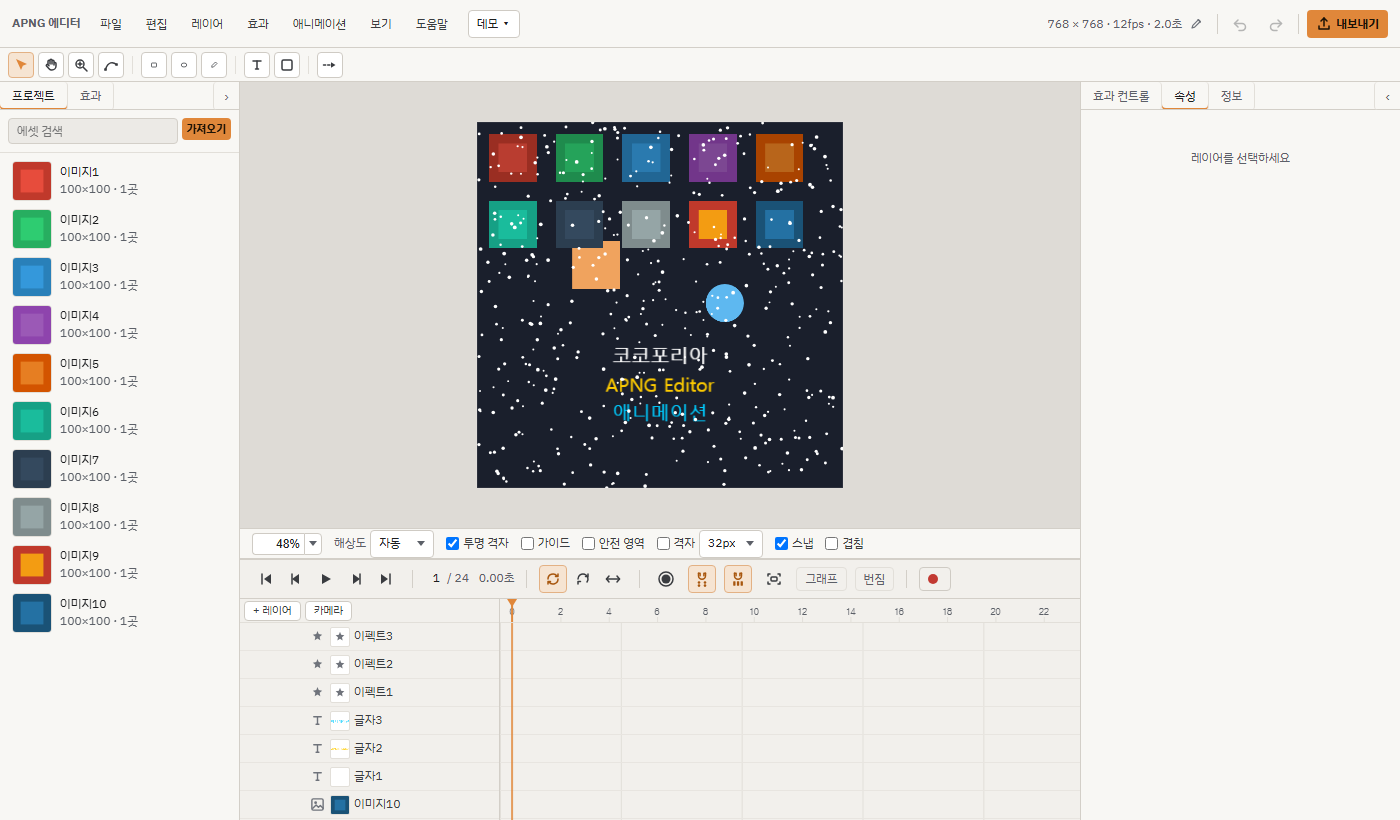 APNG 에디터 파일 편집 레이어 효과 애니메이션 보기 도움말 데모 768 × 768 · 12fps · 2.0초 내보내기
프로젝트 효과
에셋 검색 가져오기
이미지1
100×100 · 1곳
이미지2
100×100 · 1곳
이미지3
100×100 · 1곳
이미지4
100×100 · 1곳
이미지5
100×100 · 1곳
이미지6
100×100 · 1곳
이미지7
100×100 · 1곳
이미지8
100×100 · 1곳
이미지9
100×100 · 1곳
이미지10
100×100 · 1곳
코코포리아
APNG Editor
애니메이션
48% 해상도 자동 투명 격자 가이드 안전 영역 격자 32px 스냅 겹침
1 / 24 0.00초 그래프 번짐
+ 레이어 카메라 0 2 4 6 8 10 12 14 16 18 20 22
이펙트3
이펙트2
이펙트1
글자3
글자2
글자1
이미지10
효과 컨트롤 속성 정보
레이어를 선택하세요